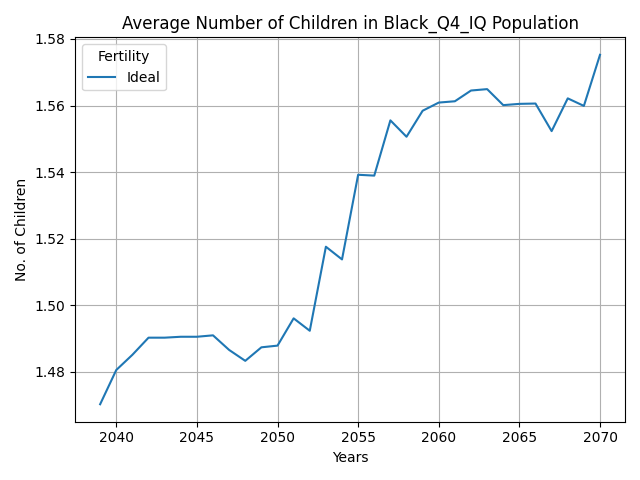 Average Number of Children in Black_Q4_IQ Population
Fertility
Ideal
No. of Children
1.58
1.56
1.54
1.52
1.50
1.48
2040 2045 2050 2055 2060 2065 2070
Years